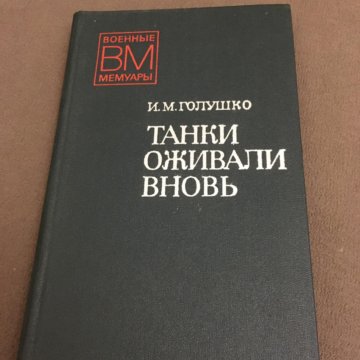 ВОЕННЫЕ
ВМ
МЕМУАРЫ
И.М.ГОЛУШКО
ТАНКИ
ОЖИВАЛИ
ВНОВЬ